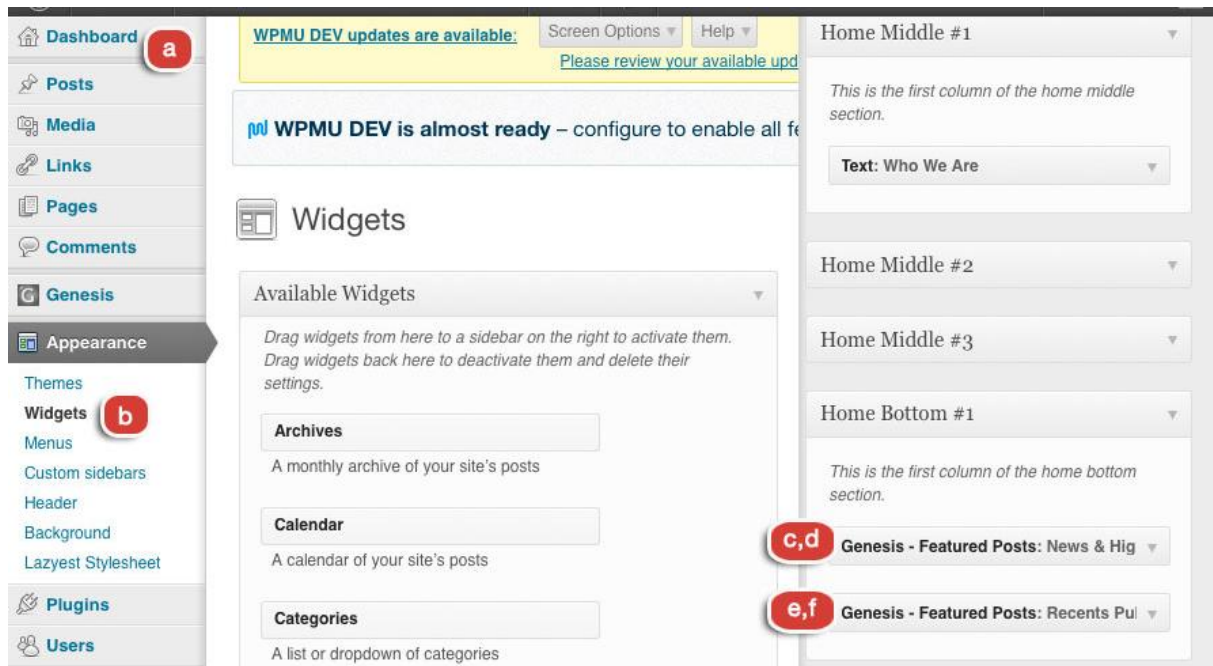 Dashboard
a
Posts
Media
Links
Pages
Comments
Genesis
Appearance
Themes
Widgets
b
Menus
Custom sidebars
Header
Background
Lazyest Stylesheet
Plugins
Users
WPMU DEV updates are available:
Screen Options
Help
Please review your available upd
WPMU DEV is almost ready – configure to enable all fe
Widgets
Available Widgets
Drag widgets from here to a sidebar on the right to activate them.
Drag widgets back here to deactivate them and delete their
settings.
Archives
A monthly archive of your site's posts
Calendar
A calendar of your site's posts
Categories
A list or dropdown of categories
Home Middle #1
This is the first column of the home middle
section.
Text: Who We Are
Home Middle #2
Home Middle #3
Home Bottom #1
This is the first column of the home bottom
section.
c,d
Genesis - Featured Posts: News & Hig
e,f
Genesis - Featured Posts: Recents Pul